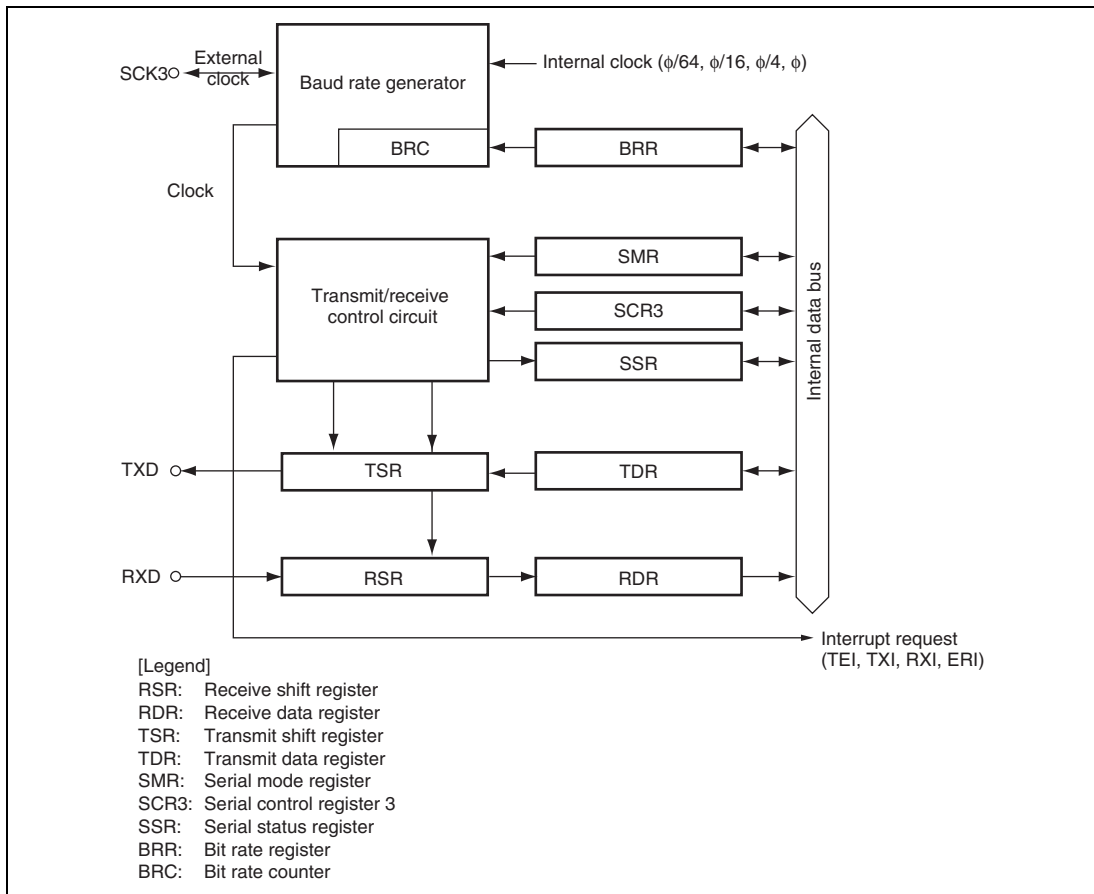 SCK3
External
clock
Baud rate generator
Internal clock (ϕ/64, ϕ/16, ϕ/4, ϕ)
BRC
BRR
Clock
Transmit/receive
control circuit
SMR
SCR3
SSR
Internal data bus
TXD
TSR
TDR
RXD
RSR
RDR
Interrupt request
(TEI, TXI, RXI, ERI)
[Legend]
RSR: Receive shift register
RDR: Receive data register
TSR: Transmit shift register
TDR: Transmit data register
SMR: Serial mode register
SCR3: Serial control register 3
SSR: Serial status register
BRR: Bit rate register
BRC: Bit rate counter